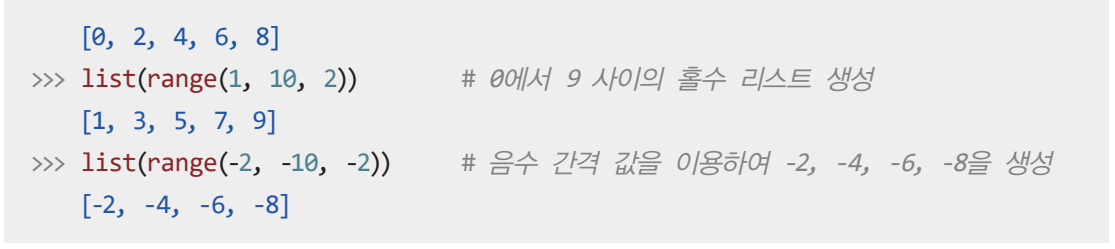 [0, 2, 4, 6, 8]
>>> list(range(1, 10, 2)) # 0에서 9 사이의 홀수 리스트 생성
[1, 3, 5, 7, 9]
>>> list(range(-2, -10, -2)) # 음수 간격 값을 이용하여 -2, -4, -6, -8을 생성
[-2, -4, -6, -8]